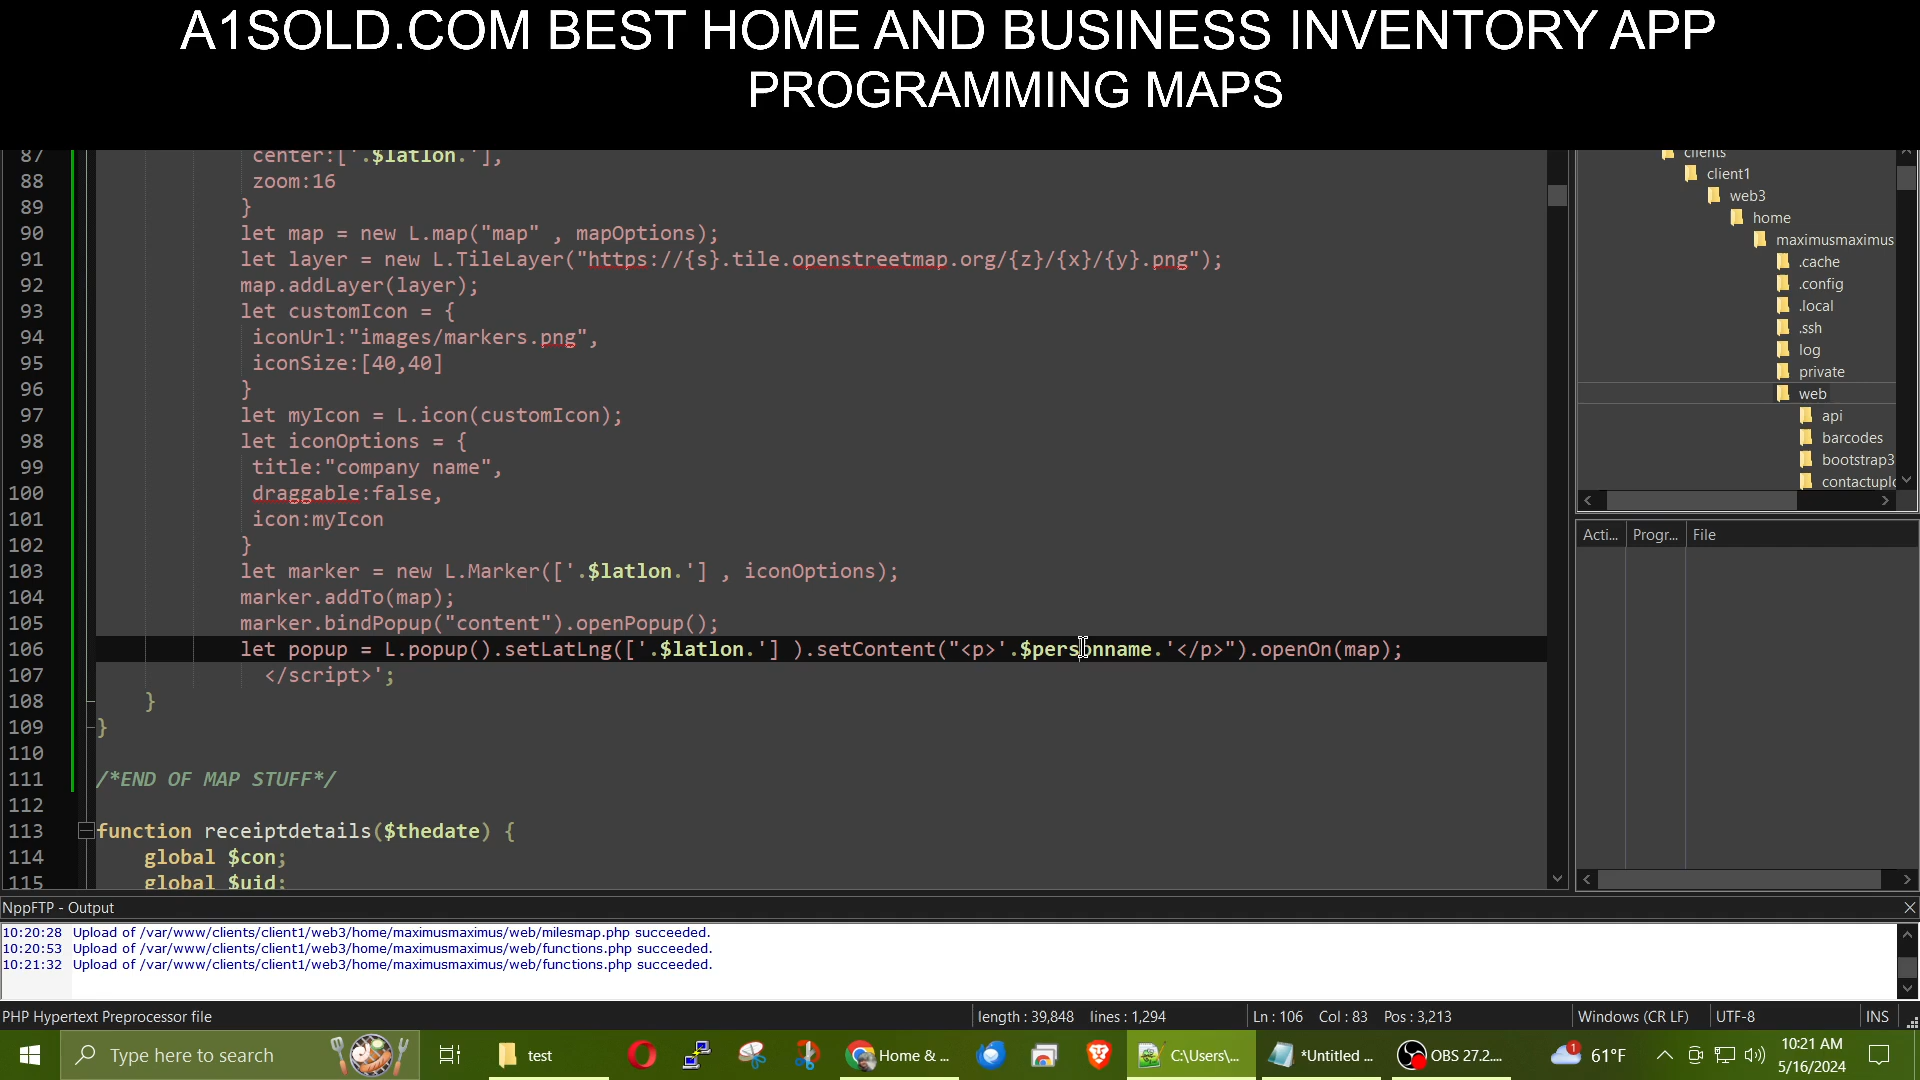 A1SOLD.COM BEST HOME AND BUSINESS INVENTORY APP
PROGRAMMING MAPS
87 center:['.$latlon.'],
88 zoom:16
89 }
90 let map = new L.map("map" , mapOptions);
91 let layer = new L.TileLayer("https://{s}.tile.openstreetmap.org/{z}/{x}/{y}.png");
92 map.addLayer(layer);
93 let customIcon = {
94 iconUrl:"images/markers.png",
95 iconSize:[40,40]
96 }
97 let myIcon = L.icon(customIcon);
98 let iconOptions = {
99 title:"company name",
100 draggable:false,
101 icon:myIcon
102 }
103 let marker = new L.Marker(['.$latlon.'] , iconOptions);
104 marker.addTo(map);
105 marker.bindPopup("content").openPopup();
106 let popup = L.popup().setLatLng(['.$latlon.'] ).setContent("<p>'.$personname.'</p>").openOn(map);
107 </script>';
108 }
109 }
110
111 /*END OF MAP STUFF*/
112
113 function receiptdetails($thedate) {
114 global $con;
115 global $uid;
clients
client1
web3
home
maximusmaximus
.cache
.config
.local
.ssh
log
private
web
api
barcodes
bootstrap3
contactuplo
Acti... Progr... File
NppFTP - Output
10:20:28 Upload of /var/www/clients/client1/web3/home/maximusmaximus/web/milesmap.php succeeded.
10:20:53 Upload of /var/www/clients/client1/web3/home/maximusmaximus/web/functions.php succeeded.
10:21:32 Upload of /var/www/clients/client1/web3/home/maximusmaximus/web/functions.php succeeded.
PHP Hypertext Preprocessor file length : 39,848 lines : 1,294 Ln : 106 Col : 83 Pos : 3,213 Windows (CR LF) UTF-8 INS
Type here to search test Home & ... C:\Users\... *Untitled ... OBS 27.2.... 1 61°F 10:21 AM
5/16/2024